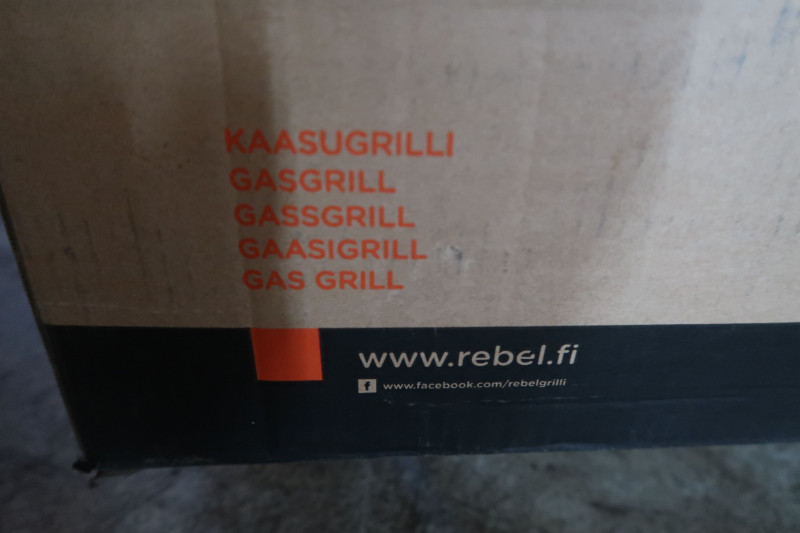 KAASUGRILLI
GASGRILL
GASSGRILL
GAASIGRILL
GAS GRILL
www.rebel.fi
f www.facebook.com/rebelgrilli